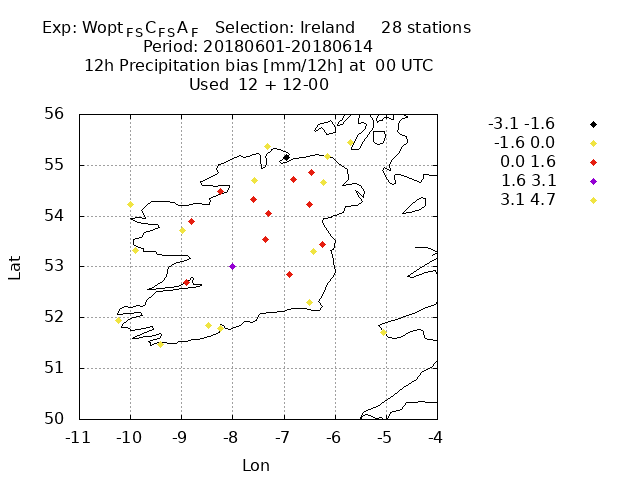 Exp: Wopt_FS C_FS A_F Selection: Ireland 28 stations
Period: 20180601-20180614
12h Precipitation bias [mm/12h] at 00 UTC
Used 12 + 12-00
-3.1 -1.6
-1.6 0.0
0.0 1.6
1.6 3.1
3.1 4.7
56
55
54
53
52
51
50
Lat
-11 -10 -9 -8 -7 -6 -5 -4
Lon